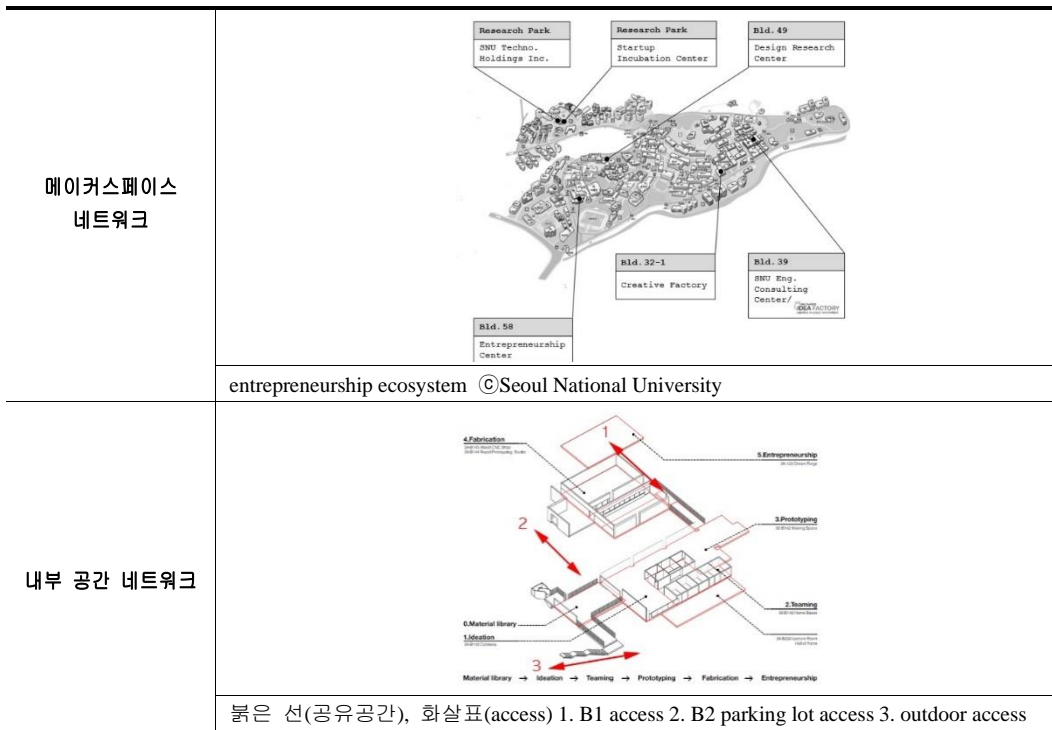 메이커스페이스
네트워크
Research Park
SNU Techno.
Holdings Inc.
Research Park
Startup
Incubation Center
Bld.49
Design Research
Center
Bld.32-1
Creative Factory
Bld.39
SNU Eng.
Consulting
Center/
IDEA FACTORY
Bld.58
Entrepreneurship
Center
entrepreneurship ecosystem ⓒSeoul National University
내부 공간 네트워크
4.Fabrication
1
5.Entrepreneurship
2
3.Prototyping
2.Teaming
0.Material library
1.Ideation
3
Material library → Ideation → Teaming → Prototyping → Fabrication → Entrepreneurship
붉은 선(공유공간), 화살표(access) 1. B1 access 2. B2 parking lot access 3. outdoor access